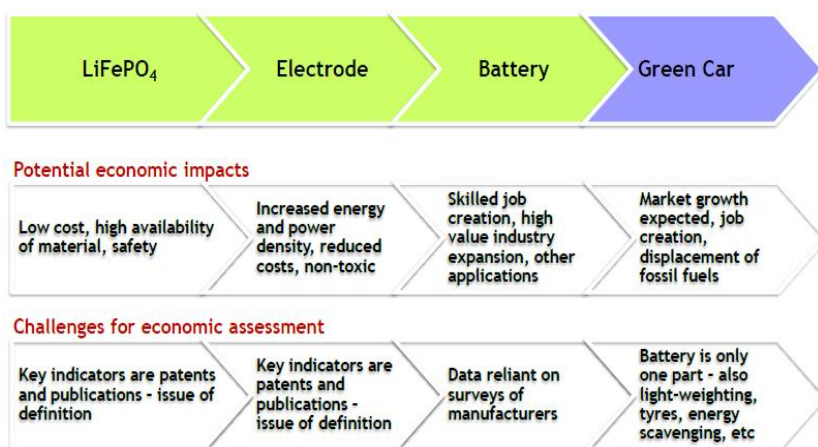 LiFePO₄
Electrode
Battery
Green Car
Potential economic impacts
Low cost, high availability
of material, safety
Increased energy
and power
density, reduced
costs, non-toxic
Skilled job
creation, high
value industry
expansion, other
applications
Market growth
expected, job
creation,
displacement of
fossil fuels
Challenges for economic assessment
Key indicators are patents
and publications - issue of
definition
Key indicators are
patents and
publications -
issue of definition
Data reliant on
surveys of
manufacturers
Battery is only
one part - also
light-weighting,
tyres, energy
scavenging, etc